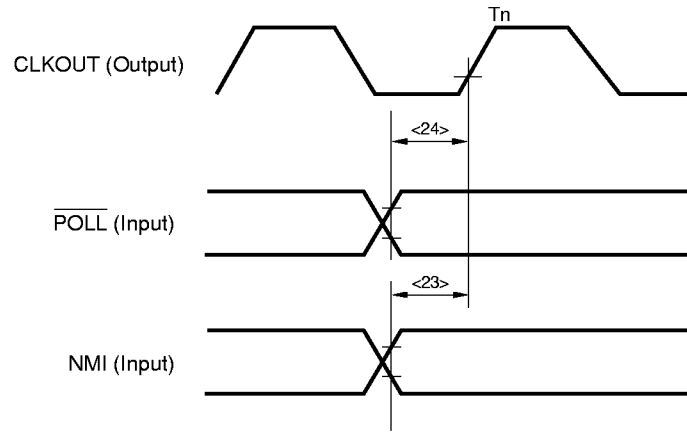 Tn
CLKOUT (Output)
<24>
POLL (Input)
<23>
NMI (Input)